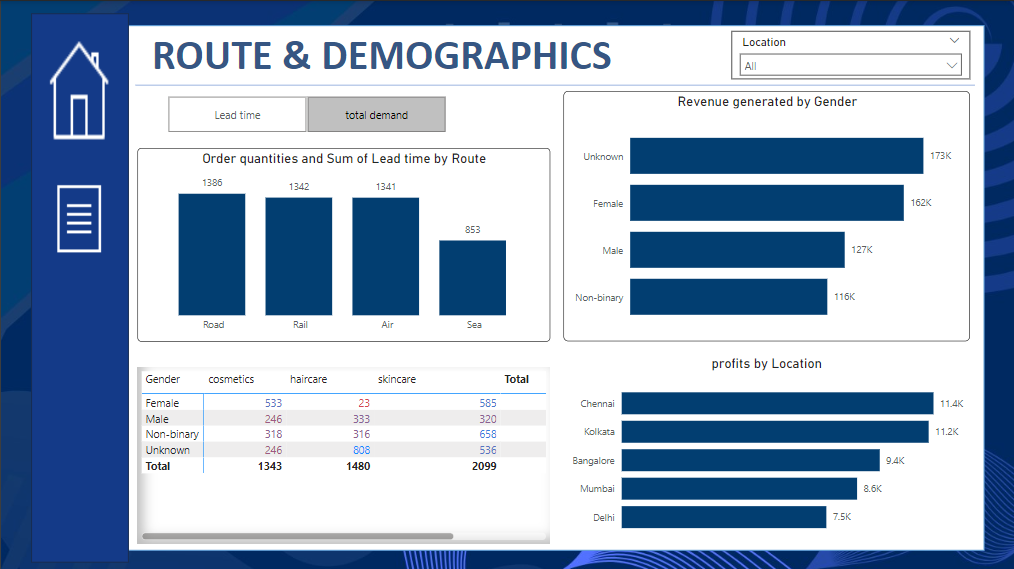 ROUTE & DEMOGRAPHICS
Location
All
Lead time
total demand
Order quantities and Sum of Lead time by Route
1386
1342
1341
853
Road
Rail
Air
Sea
Revenue generated by Gender
Unknown 173K
Female 162K
Male 127K
Non-binary 116K
Gender cosmetics haircare skincare Total
Female 533 23 585
Male 246 333 320
Non-binary 318 316 658
Unknown 246 808 536
Total 1343 1480 2099
profits by Location
Chennai 11.4K
Kolkata 11.2K
Bangalore 9.4K
Mumbai 8.6K
Delhi 7.5K